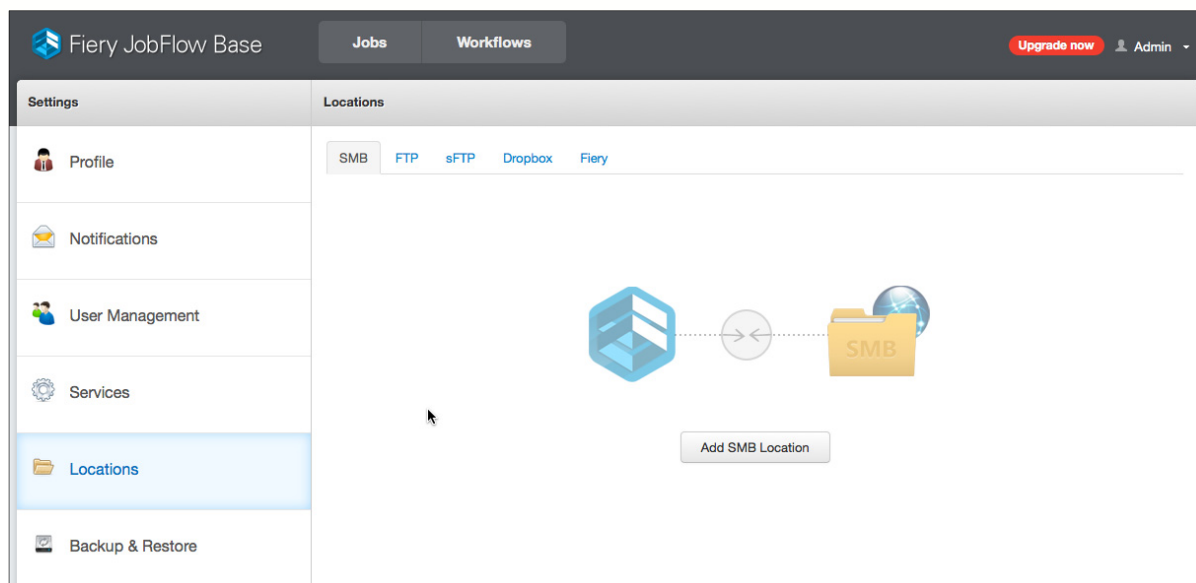 Fiery JobFlow Base
Jobs
Workflows
Upgrade now
Admin
Settings
Locations
Profile
Notifications
User Management
Services
Locations
Backup & Restore
SMB
FTP
sFTP
Dropbox
Fiery
SMB
Add SMB Location